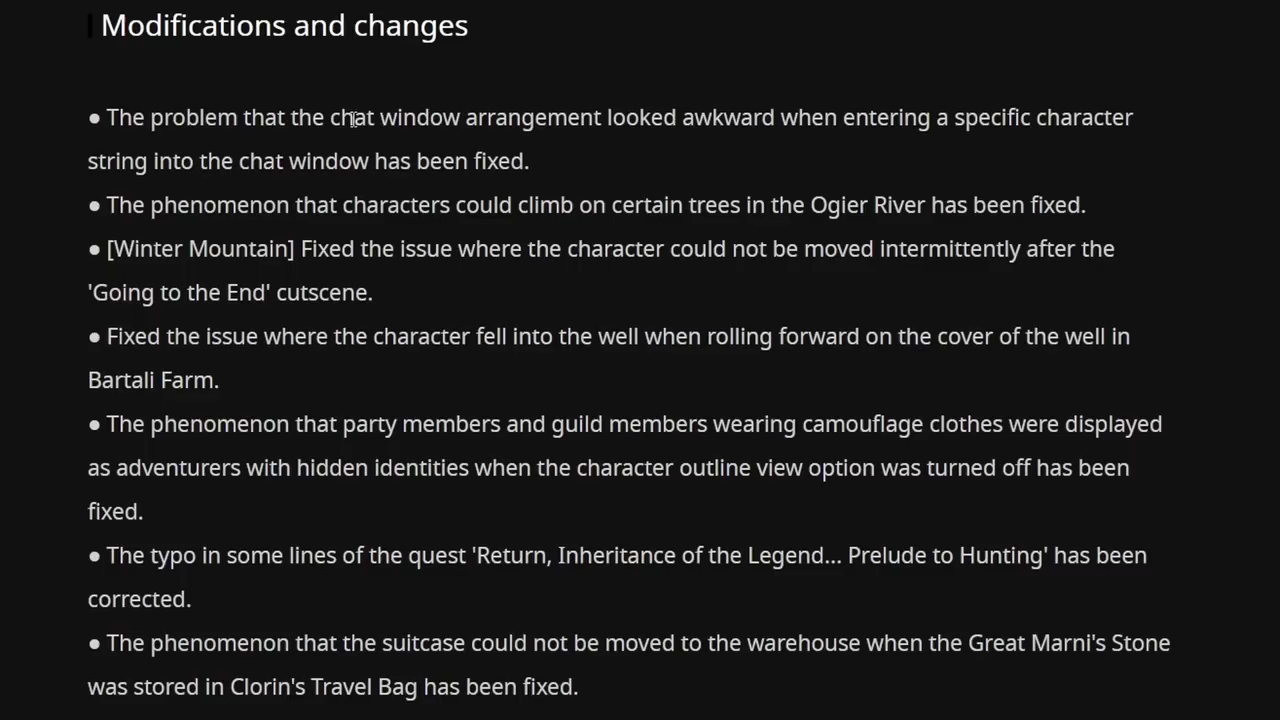 Modifications and changes
● The problem that the chat window arrangement looked awkward when entering a specific character
string into the chat window has been fixed.
● The phenomenon that characters could climb on certain trees in the Ogier River has been fixed.
● [Winter Mountain] Fixed the issue where the character could not be moved intermittently after the
'Going to the End' cutscene.
● Fixed the issue where the character fell into the well when rolling forward on the cover of the well in
Bartali Farm.
● The phenomenon that party members and guild members wearing camouflage clothes were displayed
as adventurers with hidden identities when the character outline view option was turned off has been
fixed.
● The typo in some lines of the quest 'Return, Inheritance of the Legend... Prelude to Hunting' has been
corrected.
● The phenomenon that the suitcase could not be moved to the warehouse when the Great Marni's Stone
was stored in Clorin's Travel Bag has been fixed.